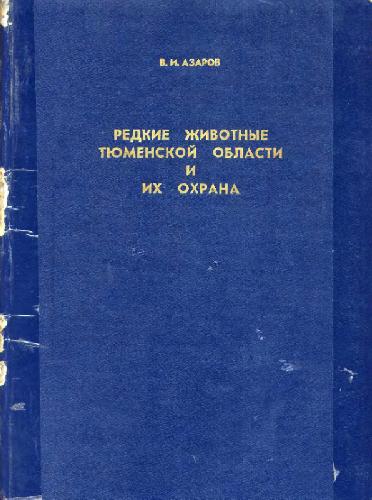 В. И. АЗАРОВ
РЕДКИЕ ЖИВОТНЫЕ
ТЮМЕНСКОЙ ОБЛАСТИ
И
ИХ ОХРАНА